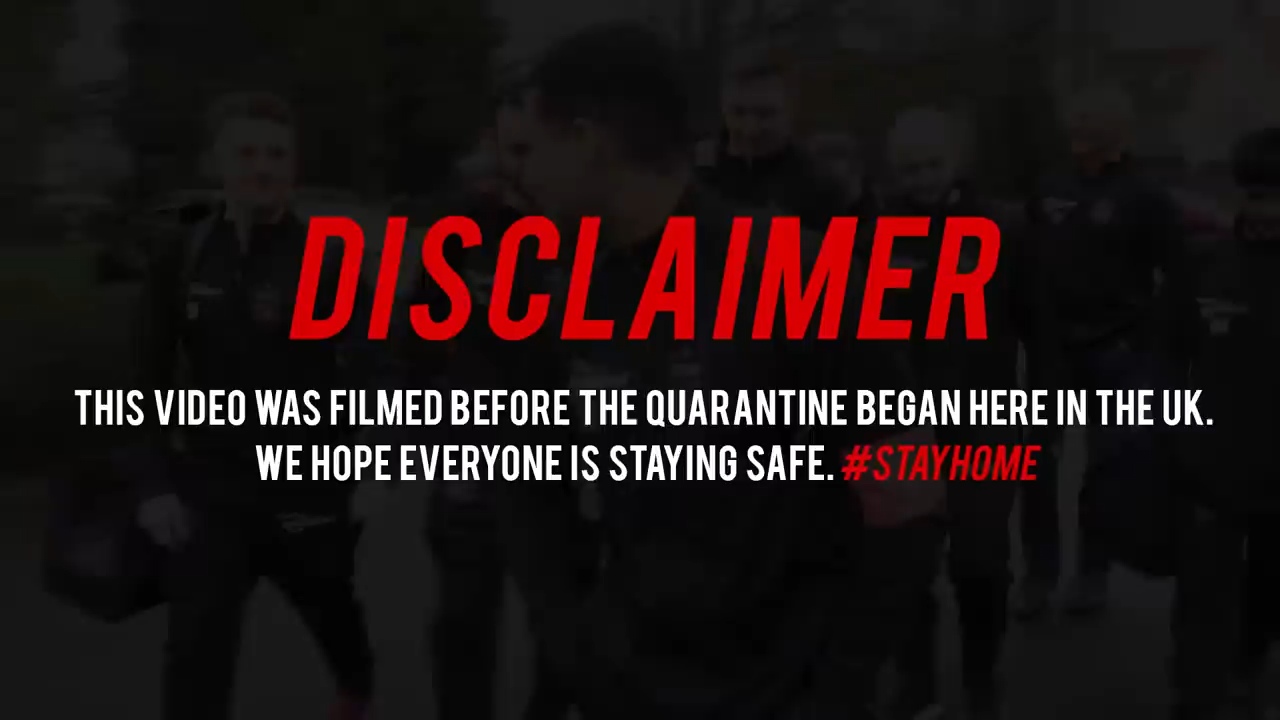 DISCLAIMER
THIS VIDEO WAS FILMED BEFORE THE QUARANTINE BEGAN HERE IN THE UK.
WE HOPE EVERYONE IS STAYING SAFE. #STAYHOME